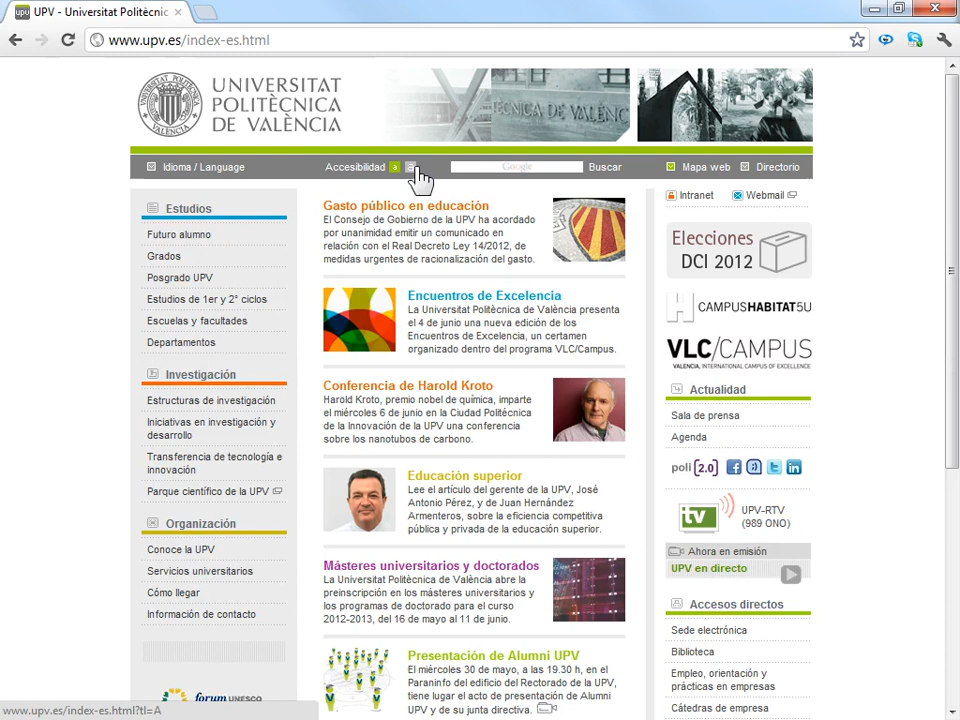 UPV - Universitat Politècnic
www.upv.es/index-es.html
UNIVERSITAT
POLITÈCNICA
DE VALÈNCIA
TÈCNICA DE VALÈNCIA
Idioma / Language
Accesibilidad a a
Google
Buscar
Mapa web
Directorio
Estudios
Futuro alumno
Grados
Posgrado UPV
Estudios de 1er y 2° ciclos
Escuelas y facultades
Departamentos
Investigación
Estructuras de investigación
Iniciativas en investigación y
desarrollo
Transferencia de tecnología e
innovación
Parque científico de la UPV
Organización
Conoce la UPV
Servicios universitarios
Cómo llegar
Información de contacto
forum UNESCO
www.upv.es/index-es.html?tl=A
Gasto público en educación
El Consejo de Gobierno de la UPV ha acordado
por unanimidad emitir un comunicado en
relación con el Real Decreto Ley 14/2012, de
medidas urgentes de racionalización del gasto.
Encuentros de Excelencia
La Universitat Politècnica de València presenta
el 4 de junio una nueva edición de los
Encuentros de Excelencia, un certamen
organizado dentro del programa VLC/Campus.
Conferencia de Harold Kroto
Harold Kroto, premio nobel de química, imparte
el miércoles 6 de junio en la Ciudad Politécnica
de la Innovación de la UPV una conferencia
sobre los nanotubos de carbono.
Educación superior
Lee el artículo del gerente de la UPV, José
Antonio Pérez, y de Juan Hernández
Armenteros, sobre la eficiencia competitiva
pública y privada de la educación superior.
Másteres universitarios y doctorados
La Universitat Politècnica de València abre la
preinscripción en los másteres universitarios y
los programas de doctorado para el curso
2012-2013, del 16 de mayo al 11 de junio.
Presentación de Alumni UPV
El miércoles 30 de mayo, a las 19.30 h, en el
Paraninfo del edificio del Rectorado de la UPV,
tiene lugar el acto de presentación de Alumni
UPV y de su junta directiva.
Intranet
Webmail
Elecciones
DCI 2012
H CAMPUSHABITAT5U
VLC/CAMPUS
VALENCIA, INTERNATIONAL CAMPUS OF EXCELLENCE
Actualidad
Sala de prensa
Agenda
poli [2.0]
tv
UPV-RTV
(989 ONO)
Ahora en emisión
UPV en directo
Accesos directos
Sede electrónica
Biblioteca
Empleo, orientación y
prácticas en empresas
Cátedras de empresa